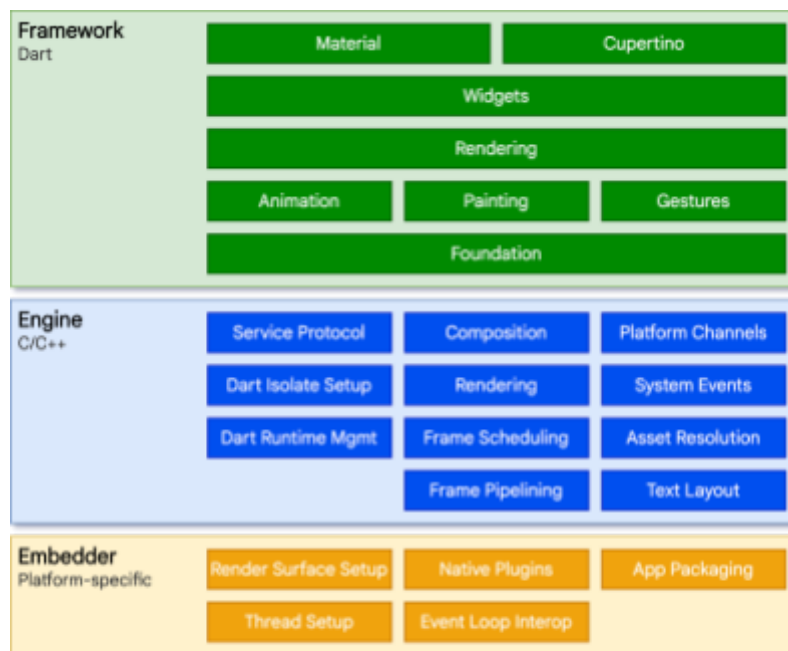 Framework
Dart
Material
Cupertino
Widgets
Rendering
Animation
Painting
Gestures
Foundation
Engine
C/C++
Service Protocol
Composition
Platform Channels
Dart Isolate Setup
Rendering
System Events
Dart Runtime Mgmt
Frame Scheduling
Asset Resolution
Frame Pipelining
Text Layout
Embedder
Platform-specific
Render Surface Setup
Native Plugins
App Packaging
Thread Setup
Event Loop Interop